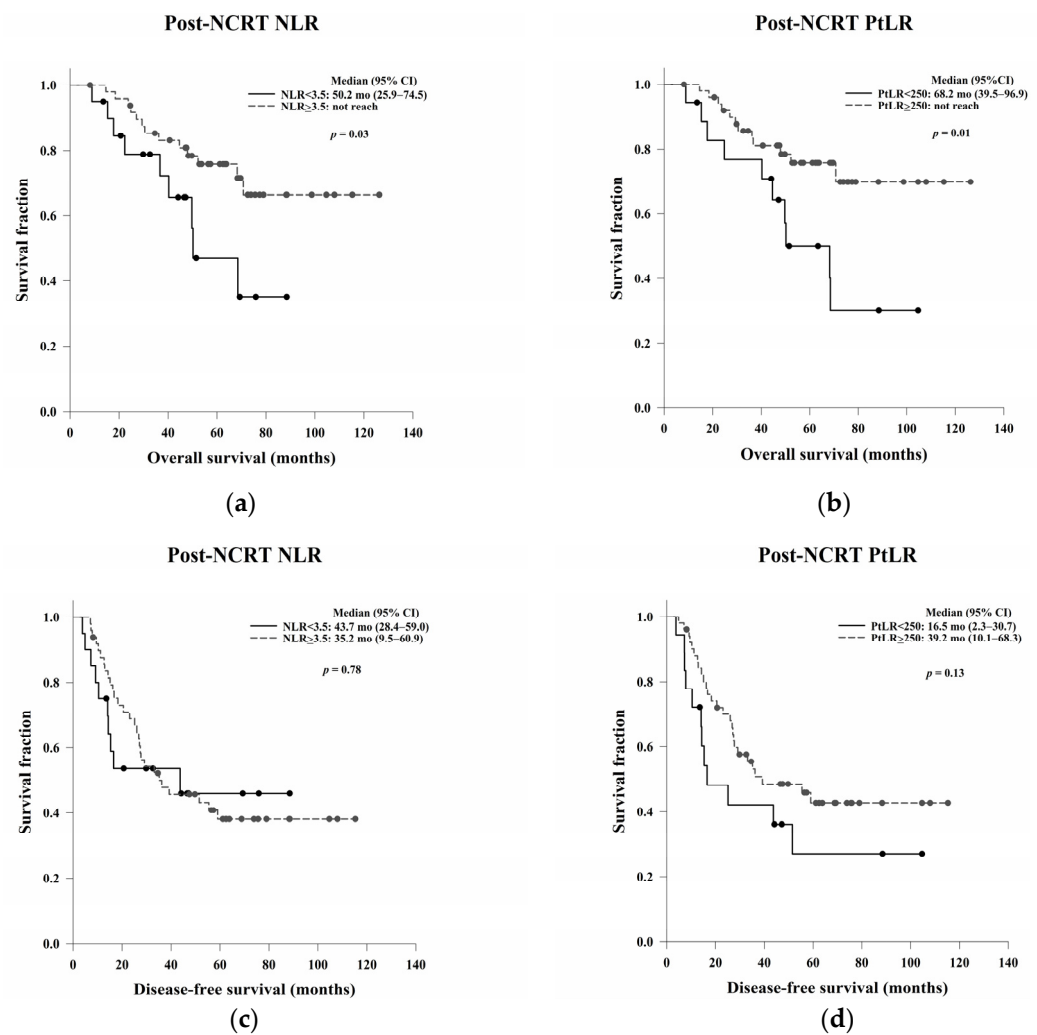 Post-NCRT NLR
Median (95% CI)
NLR<3.5: 50.2 mo (25.9–74.5)
NLR≥3.5: not reach
p = 0.03
Survival fraction
1.0
0.8
0.6
0.4
0.2
0.0
0 20 40 60 80 100 120 140
Overall survival (months)
(a)
Post-NCRT PtLR
Median (95%CI)
PtLR<250: 68.2 mo (39.5–96.9)
PtLR≥250: not reach
p = 0.01
Survival fraction
1.0
0.8
0.6
0.4
0.2
0.0
0 20 40 60 80 100 120 140
Overall survival (months)
(b)
Post-NCRT NLR
Median (95% CI)
NLR<3.5: 43.7 mo (28.4–59.0)
NLR≥3.5: 35.2 mo (9.5–60.9)
p = 0.78
Survival fraction
1.0
0.8
0.6
0.4
0.2
0.0
0 20 40 60 80 100 120 140
Disease-free survival (months)
(c)
Post-NCRT PtLR
Median (95% CI)
PtLR<250: 16.5 mo (2.3–30.7)
PtLR≥250: 39.2 mo (10.1–68.3)
p = 0.13
Survival fraction
1.0
0.8
0.6
0.4
0.2
0.0
0 20 40 60 80 100 120 140
Disease-free survival (months)
(d)